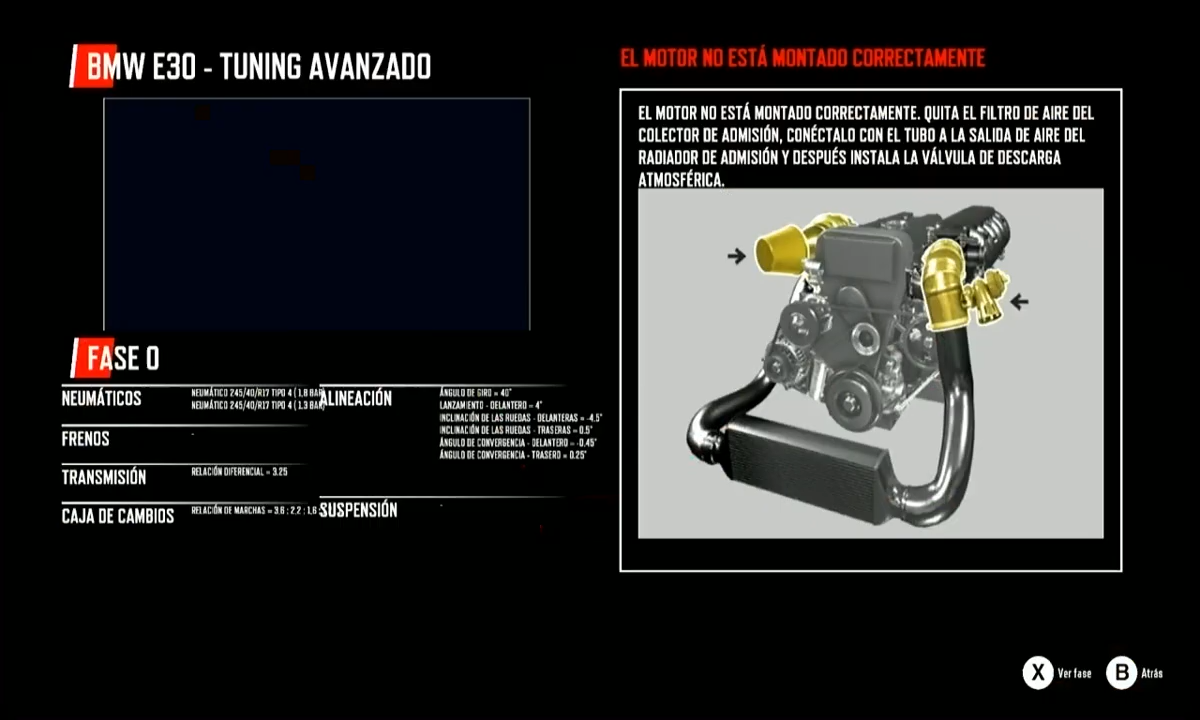 BMW E30 - TUNING AVANZADO
FASE 0
NEUMÁTICOS
NEUMÁTICO 245/40/R17 TIPO 4 ( 1,8 BAR)
NEUMÁTICO 245/40/R17 TIPO 4 ( 1.3 BAR)
FRENOS
-
TRANSMISIÓN
RELACIÓN DIFERENCIAL = 3.25
CAJA DE CAMBIOS
RELACIÓN DE MARCHAS = 3,6 ; 2,2 ; 1,6
ALINEACIÓN
ÁNGULO DE GIRO = 40°
LANZAMIENTO - DELANTERO = 4°
INCLINACIÓN DE LAS RUEDAS - DELANTERAS = -4.5°
INCLINACIÓN DE LAS RUEDAS - TRASERAS = 0.5°
ÁNGULO DE CONVERGENCIA - DELANTERO = -0.45°
ÁNGULO DE CONVERGENCIA - TRASERO = 0.25°
SUSPENSIÓN
-
EL MOTOR NO ESTÁ MONTADO CORRECTAMENTE
EL MOTOR NO ESTÁ MONTADO CORRECTAMENTE. QUITA EL FILTRO DE AIRE DEL
COLECTOR DE ADMISIÓN, CONÉCTALO CON EL TUBO A LA SALIDA DE AIRE DEL
RADIADOR DE ADMISIÓN Y DESPUÉS INSTALA LA VÁLVULA DE DESCARGA
ATMOSFÉRICA.
X Ver fase B Atrás